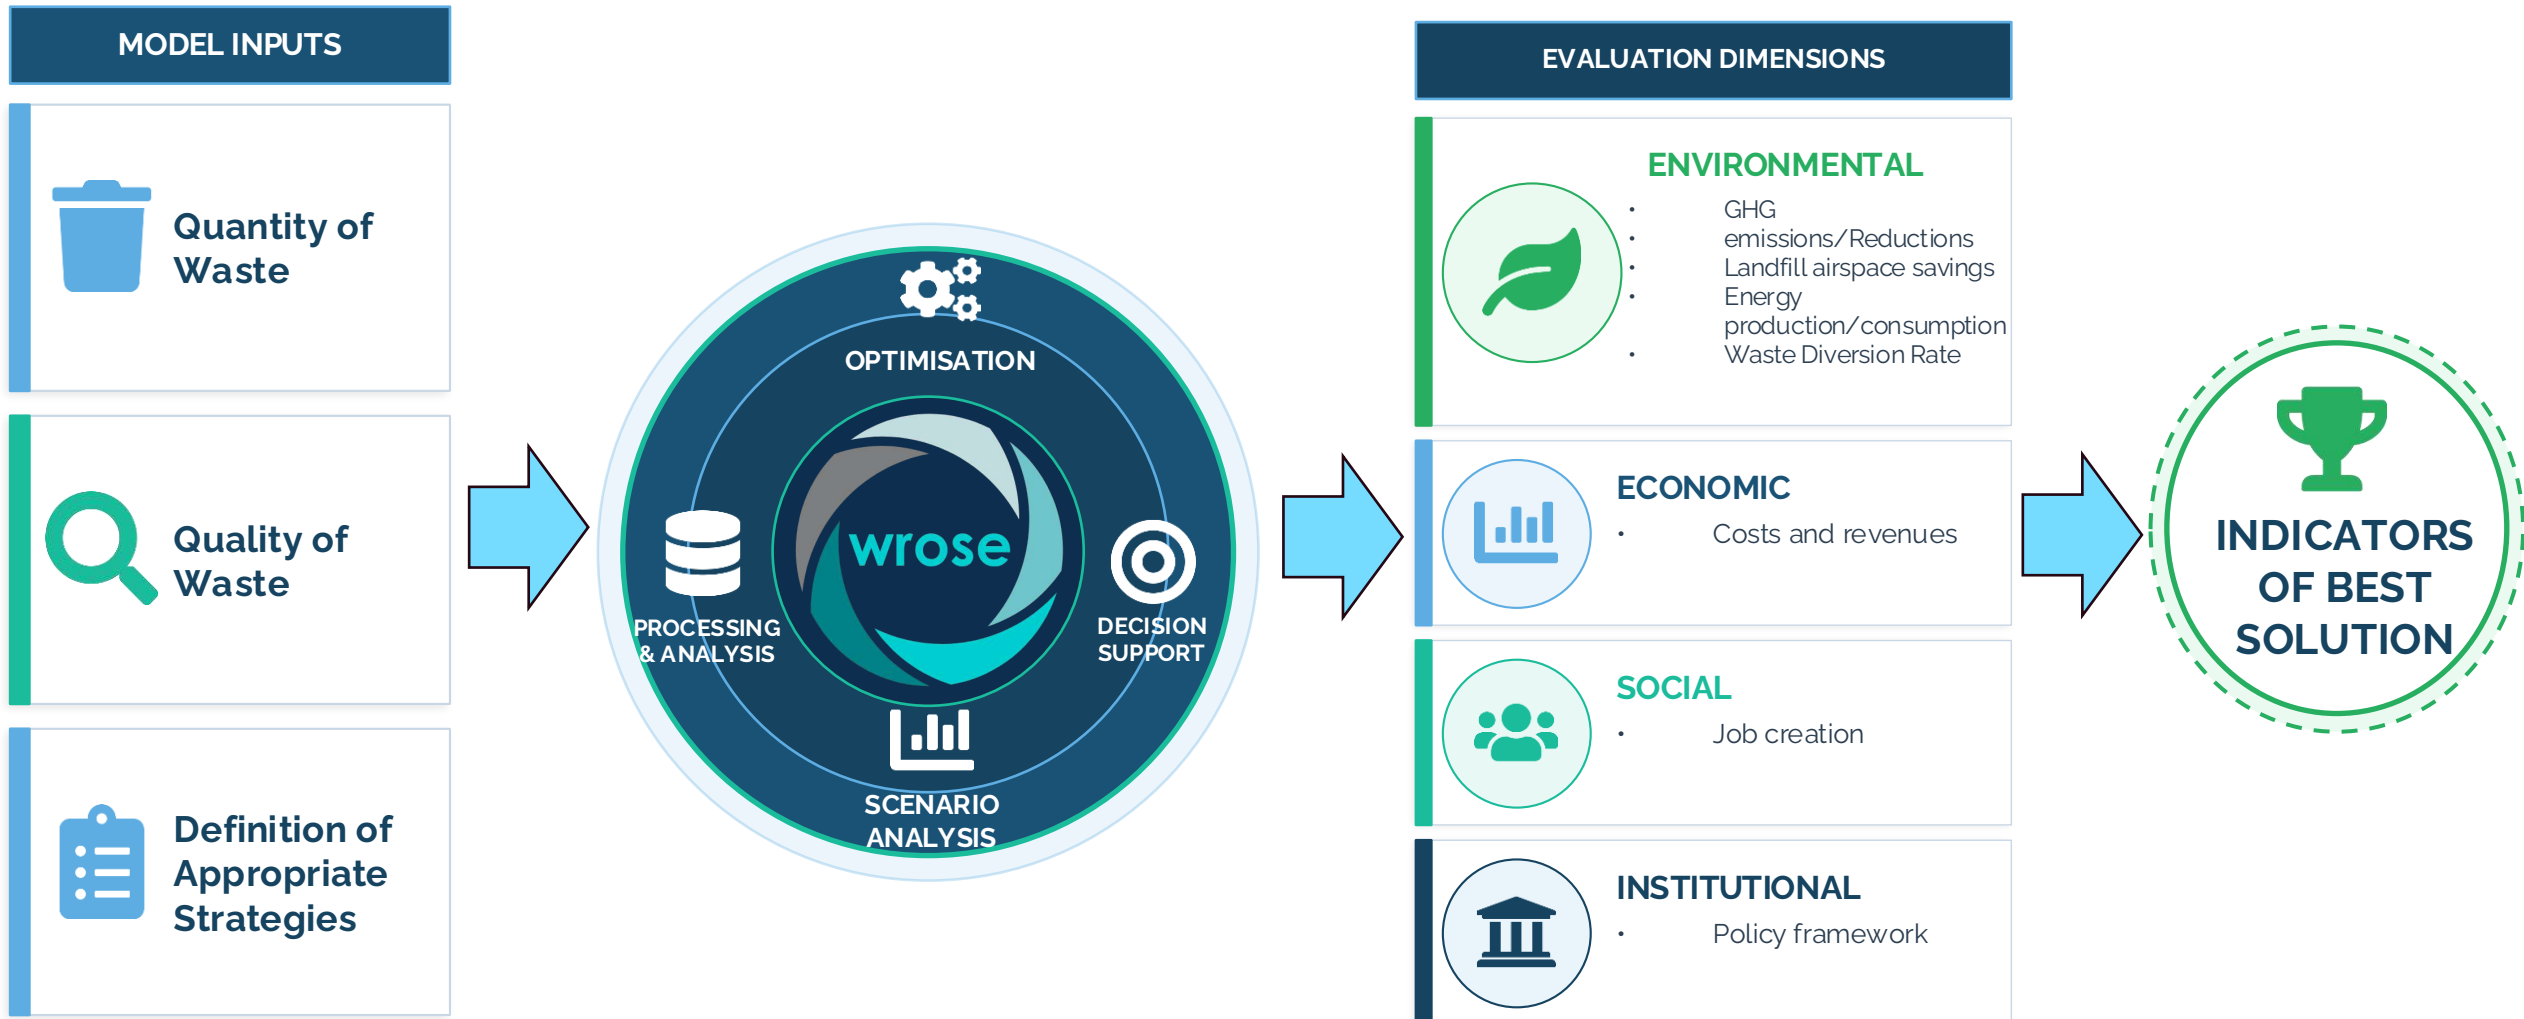 MODEL INPUTS
Quantity of
Waste
Quality of
Waste
Definition of
Appropriate
Strategies
OPTIMISATION
wrose
PROCESSING
& ANALYSIS
DECISION
SUPPORT
SCENARIO
ANALYSIS
EVALUATION DIMENSIONS
ENVIRONMENTAL
• GHG
• emissions/Reductions
• Landfill airspace savings
• Energy
production/consumption
• Waste Diversion Rate
ECONOMIC
• Costs and revenues
SOCIAL
• Job creation
INSTITUTIONAL
• Policy framework
INDICATORS
OF BEST
SOLUTION